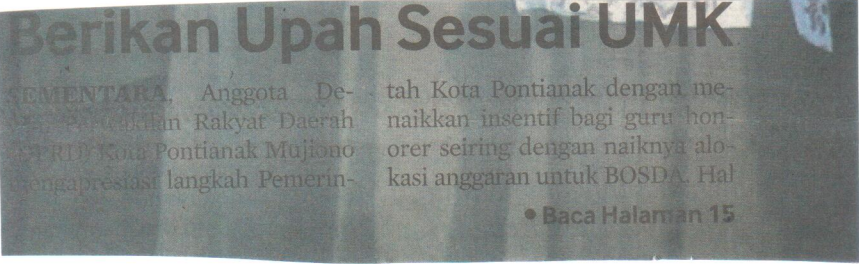 Berikan Upah Sesuai UMK
SEMENTARA, Anggota De-
wan Perwakilan Rakyat Daerah
(DPRD) Kota Pontianak Mujiono
mengapresiasi langkah Pemerin-
tah Kota Pontianak dengan me-
naikkan insentif bagi guru hon-
orer seiring dengan naiknya alo-
kasi anggaran untuk BOSDA. Hal
• Baca Halaman 15